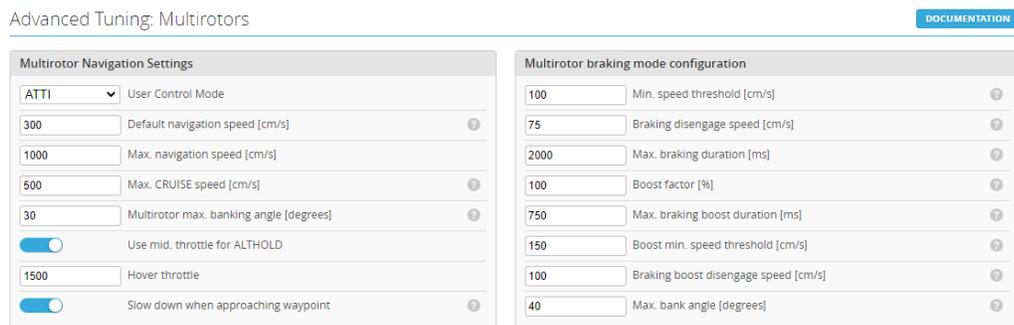 Advanced Tuning: Multirotors
DOCUMENTATION
Multirotor Navigation Settings
ATTI User Control Mode
300 Default navigation speed [cm/s] ?
1000 Max. navigation speed [cm/s]
500 Max. CRUISE speed [cm/s] ?
30 Multirotor max. banking angle [degrees] ?
Use mid. throttle for ALTHOLD
1500 Hover throttle
Slow down when approaching waypoint ?
Multirotor braking mode configuration
100 Min. speed threshold [cm/s] ?
75 Braking disengage speed [cm/s] ?
2000 Max. braking duration [ms] ?
100 Boost factor [%] ?
750 Max. braking boost duration [ms] ?
150 Boost min. speed threshold [cm/s] ?
100 Braking boost disengage speed [cm/s] ?
40 Max. bank angle [degrees] ?